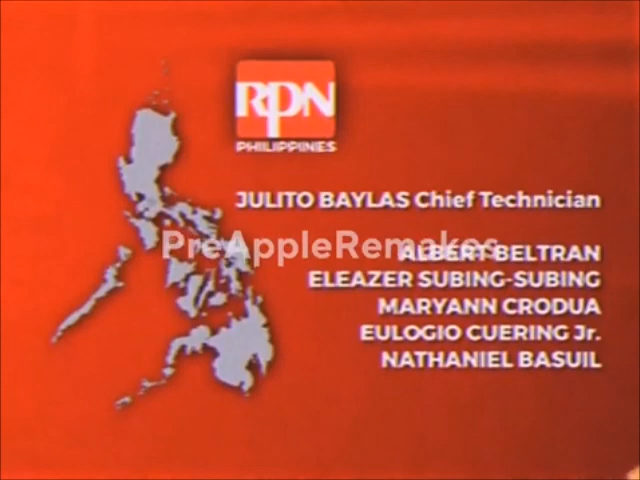 RPN
PHILIPPINES
JULITO BAYLAS Chief Technician
PreAppleRemakes
ALBERT BELTRAN
ELEAZER SUBING-SUBING
MARYANN CRODUA
EULOGIO CUERING Jr.
NATHANIEL BASUIL